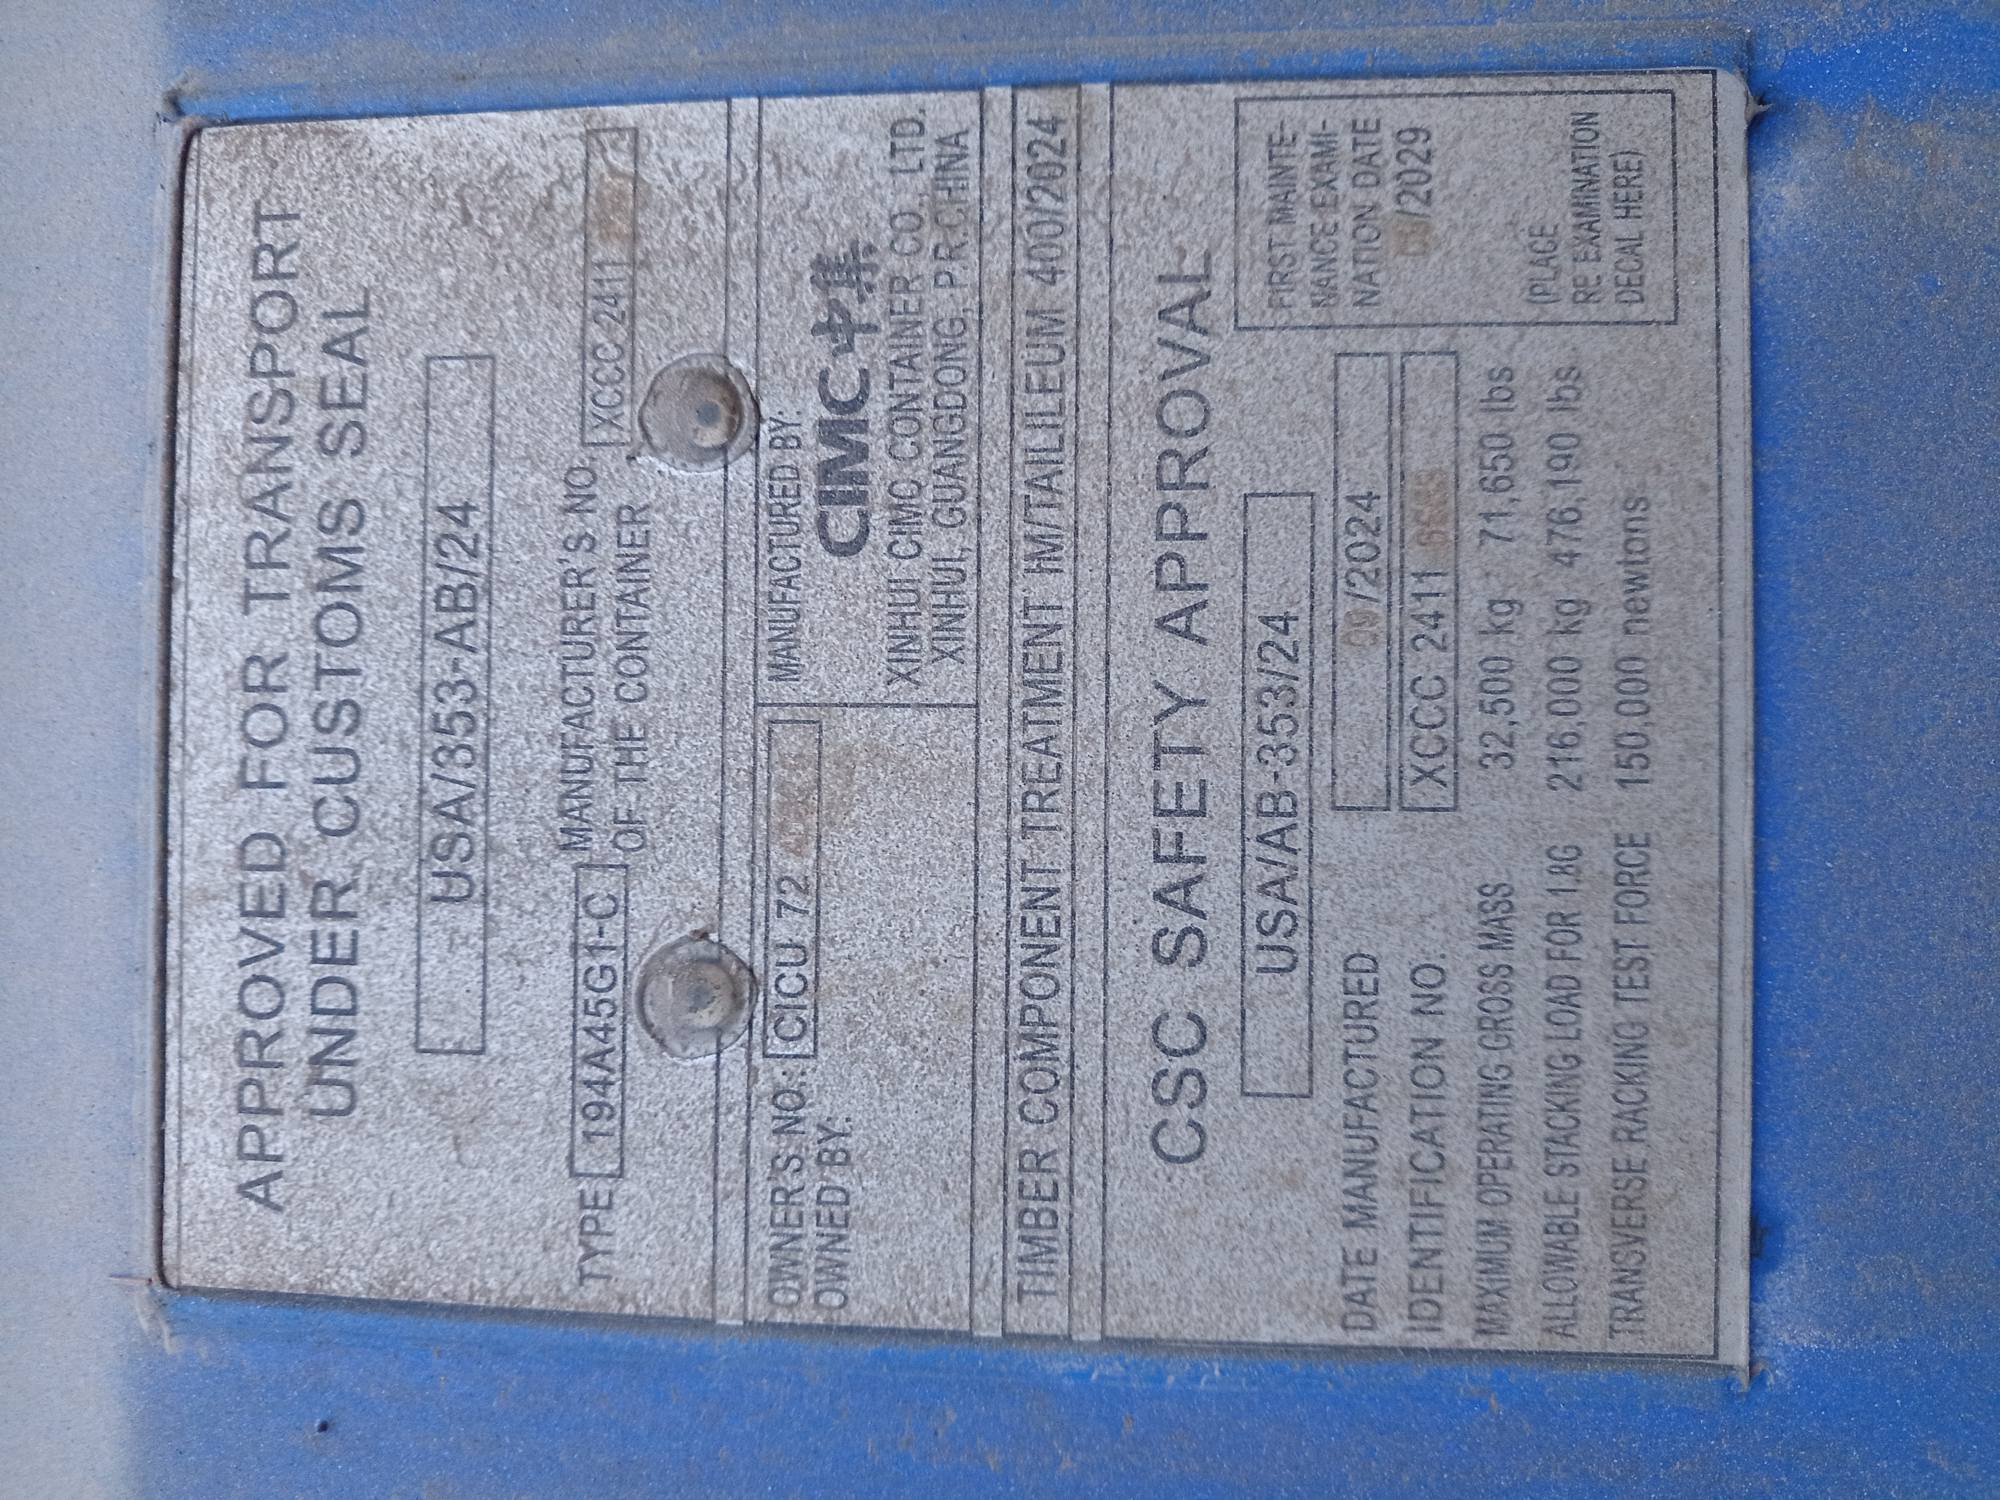 APPROVED FOR TRANSPORT
UNDER CUSTOMS SEAL
USA/353-AB/24
TYPE 194A45G1-C MANUFACTURER'S NO.
OF THE CONTAINER
XCCC 2411
OWNER'S NO.: CICU 72
OWNED BY:
MANUFACTURED BY:
CIMC中集
XINHUI CIMC CONTAINER CO., LTD.
XINHUI, GUANGDONG, P.R.CHINA
TIMBER COMPONENT TREATMENT IM/TAILILEUM 400/2024
CSC SAFETY APPROVAL
USA/AB-353/24
DATE MANUFACTURED 09/2024
IDENTIFICATION NO. XCCC 2411
MAXIMUM OPERATING GROSS MASS 32,500 kg 71,650 lbs
ALLOWABLE STACKING LOAD FOR 1.8G 216,000 kg 476,190 lbs
TRANSVERSE RACKING TEST FORCE 150,000 newtons
FIRST MAINTE-
NANCE EXAMI-
NATION DATE
/2029
(PLACE
RE EXAMINATION
DECAL HERE)